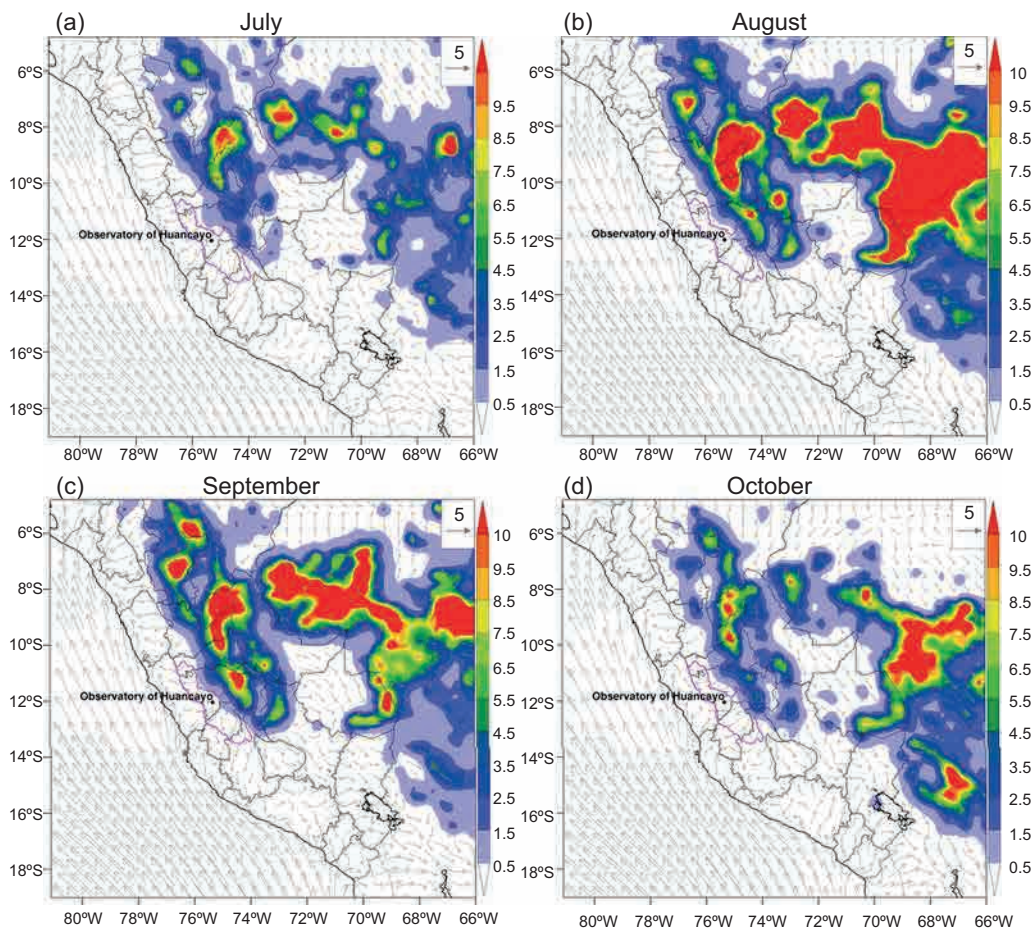 (a) July
5
10
9.5
8.5
7.5
6.5
5.5
4.5
3.5
2.5
1.5
0.5
6ºS
8ºS
10ºS
12ºS
14ºS
16ºS
18ºS
Observatory of Huancayo
80ºW 78ºW 76ºW 74ºW 72ºW 70ºW 68ºW 66ºW
(b) August
5
10
9.5
8.5
7.5
6.5
5.5
4.5
3.5
2.5
1.5
0.5
6ºS
8ºS
10ºS
12ºS
14ºS
16ºS
18ºS
Observatory of Huancayo
80ºW 78ºW 76ºW 74ºW 72ºW 70ºW 68ºW 66ºW
(c) September
5
10
9.5
8.5
7.5
6.5
5.5
4.5
3.5
2.5
1.5
0.5
6ºS
8ºS
10ºS
12ºS
14ºS
16ºS
18ºS
Observatory of Huancayo
80ºW 78ºW 76ºW 74ºW 72ºW 70ºW 68ºW 66ºW
(d) October
5
10
9.5
8.5
7.5
6.5
5.5
4.5
3.5
2.5
1.5
0.5
6ºS
8ºS
10ºS
12ºS
14ºS
16ºS
18ºS
Observatory of Huancayo
80ºW 78ºW 76ºW 74ºW 72ºW 70ºW 68ºW 66ºW